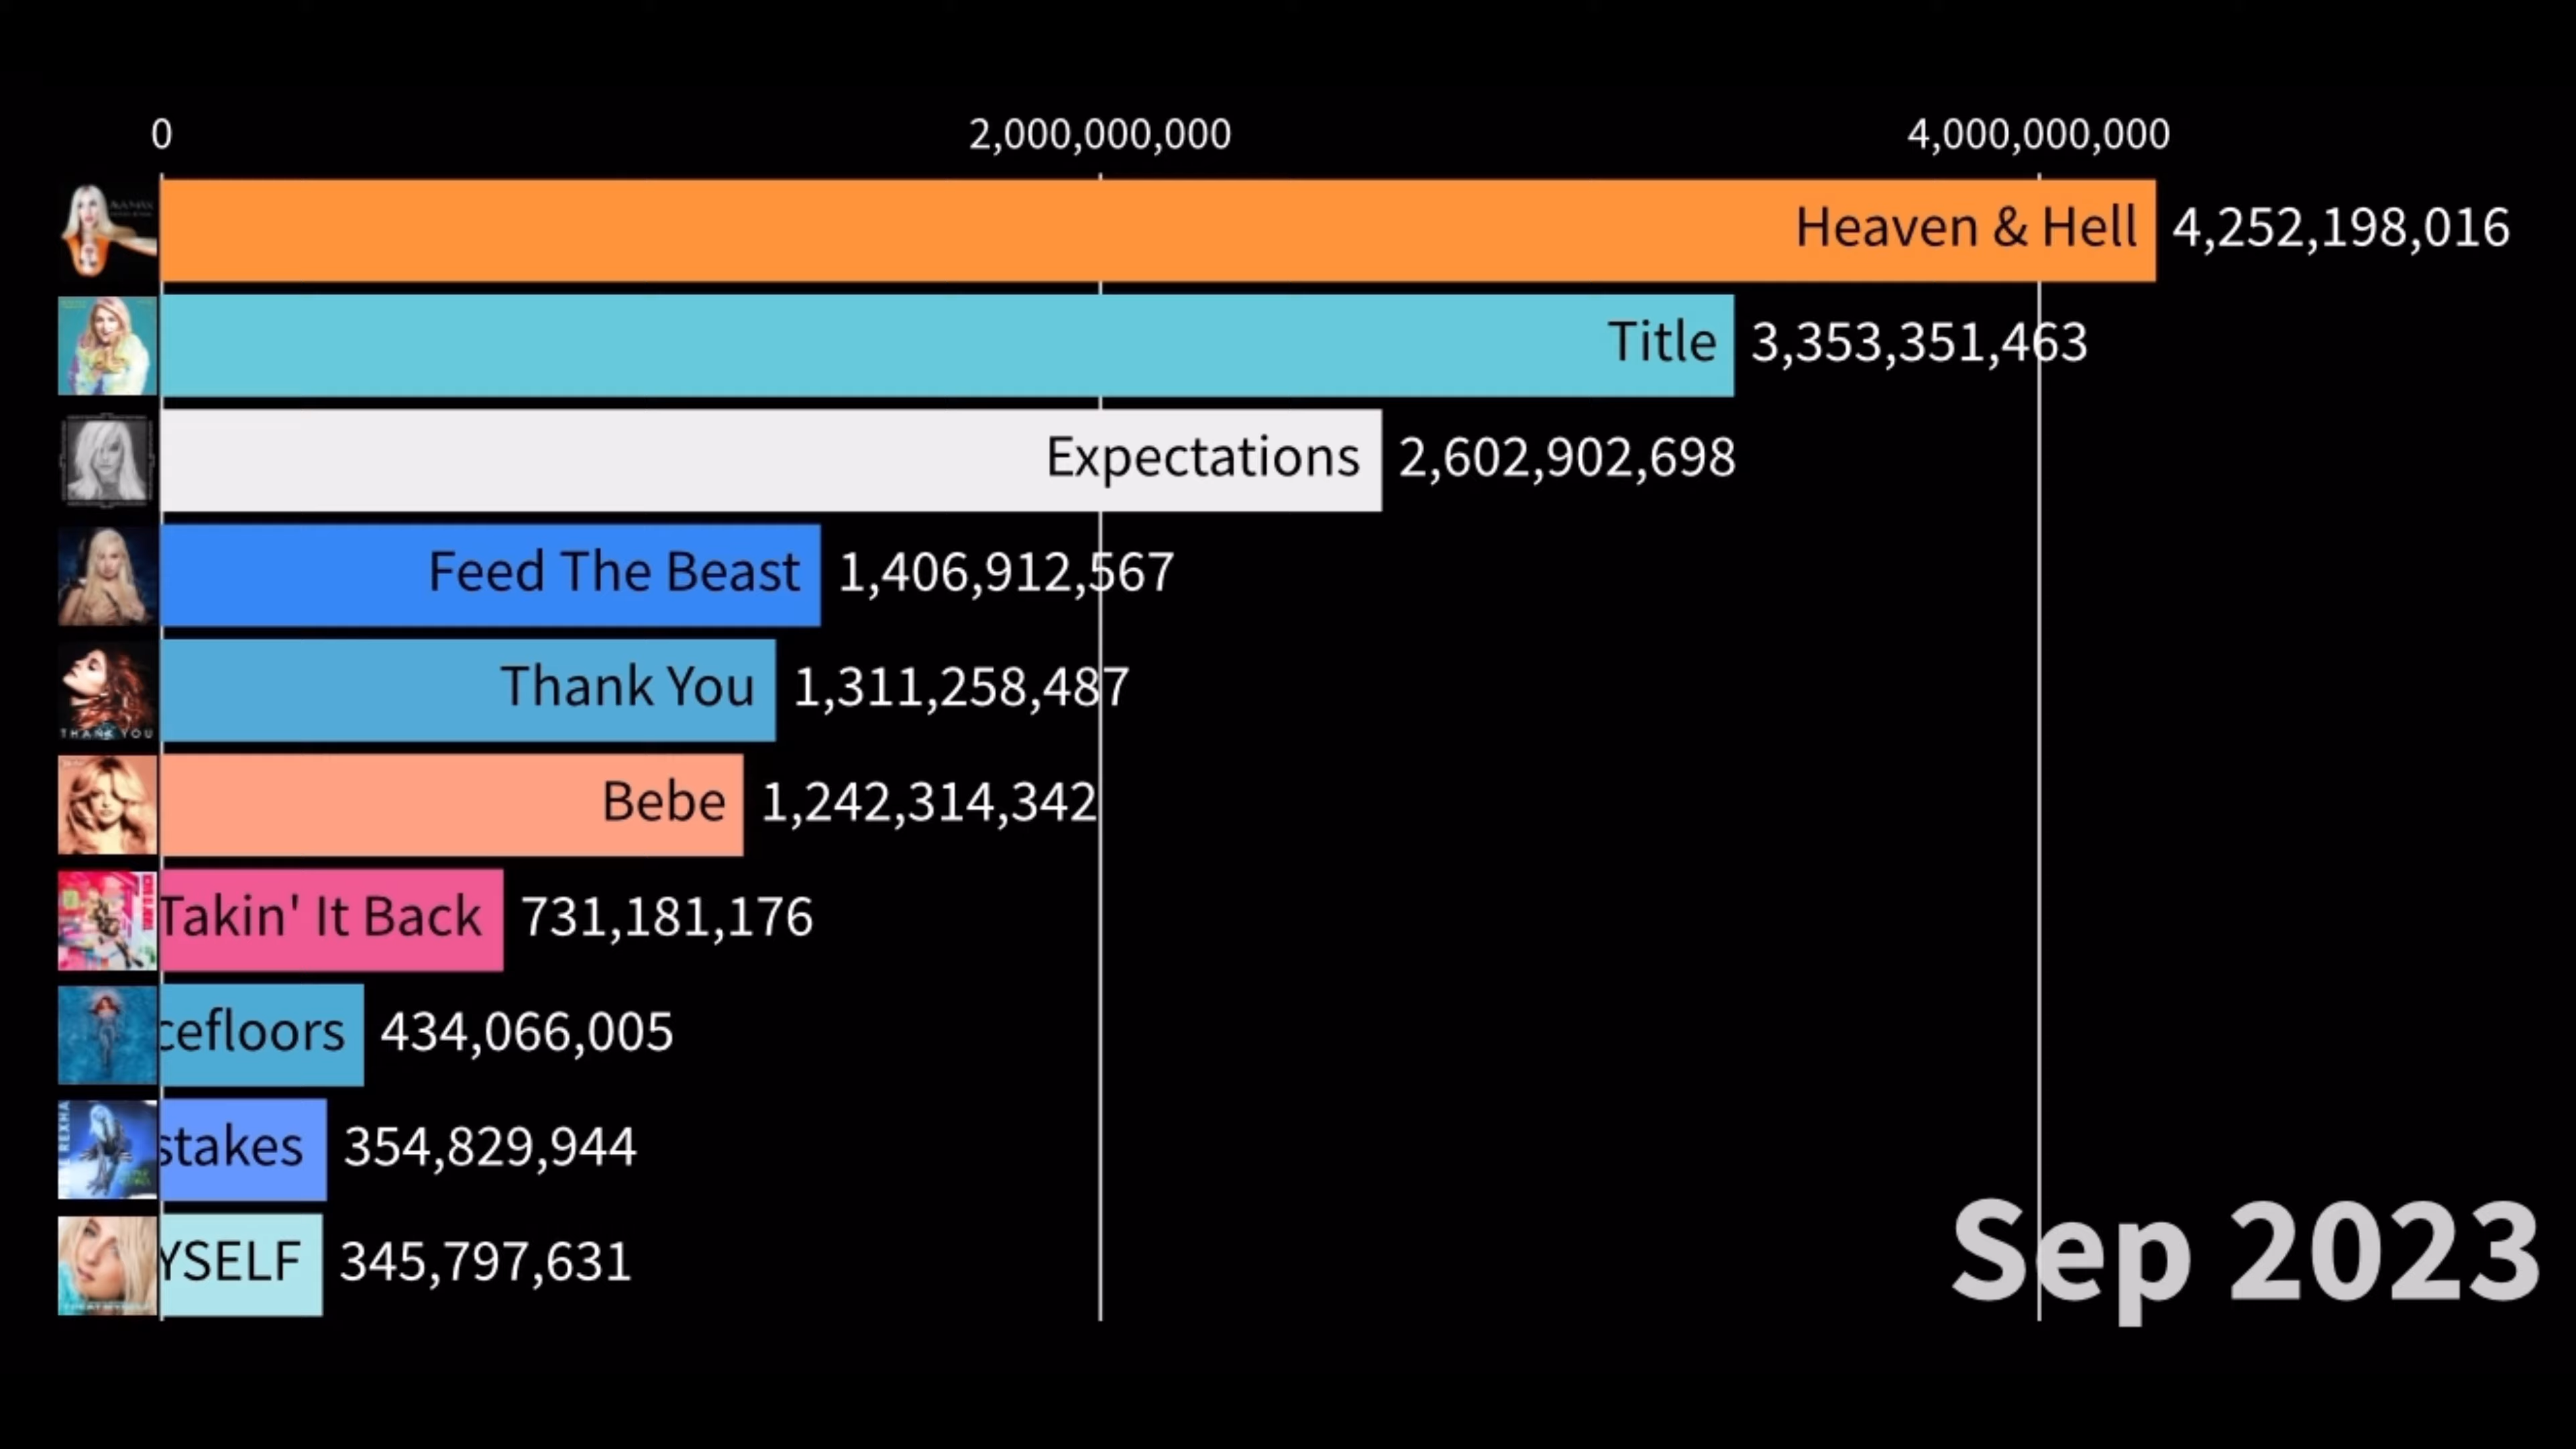 0 2,000,000,000 4,000,000,000
Heaven & Hell 4,252,198,016
Title 3,353,351,463
Expectations 2,602,902,698
Feed The Beast 1,406,912,567
Thank You 1,311,258,487
THANK YOU
Bebe 1,242,314,342
Takin' It Back 731,181,176
cefloors 434,066,005
stakes 354,829,944
REXHA
YSELF 345,797,631
Sep 2023